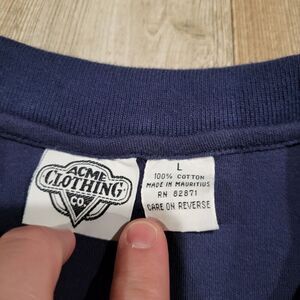 ACME
CLOTHING
CO.
L
100% COTTON
MADE IN MAURITIUS
RN 82871
CARE ON REVERSE